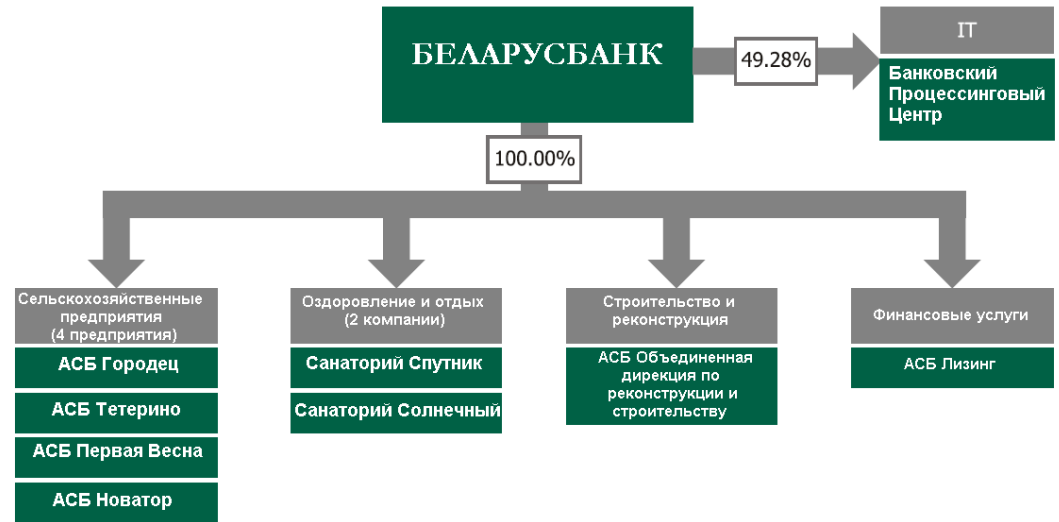 БЕЛАРУСБАНК
49.28%
IT
Банковский
Процессинговый
Центр
100.00%
Сельскохозяйственные
предприятия
(4 предприятия)
АСБ Городец
АСБ Тетерино
АСБ Первая Весна
АСБ Новатор
Оздоровление и отдых
(2 компании)
Санаторий Спутник
Санаторий Солнечный
Строительство и
реконструкция
АСБ Объединенная
дирекция по
реконструкции и
строительству
Финансовые услуги
АСБ Лизинг